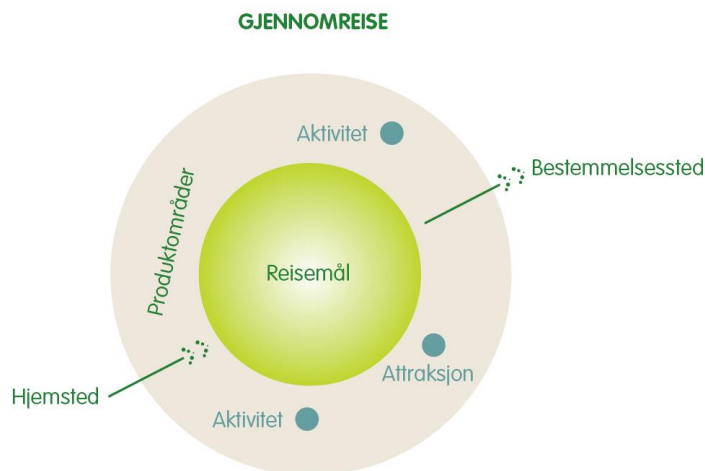 GJENNOMREISE
Aktivitet
Bestemmelsessted
Produktområder
Reisemål
Attraksjon
Hjemsted
Aktivitet